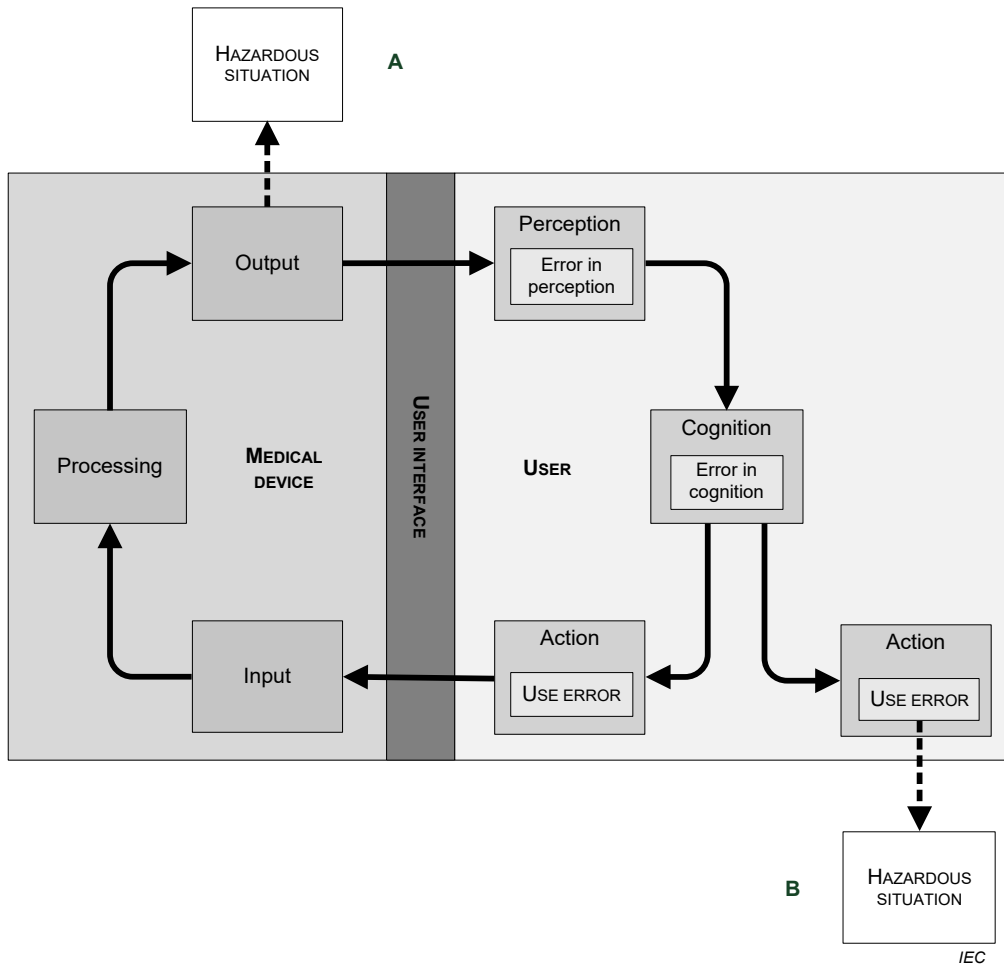 HAZARDOUS
SITUATION
A
Output
Perception
Error in
perception
Processing
MEDICAL
DEVICE
USER INTERFACE
USER
Cognition
Error in
cognition
Input
Action
USE ERROR
Action
USE ERROR
B
HAZARDOUS
SITUATION
IEC